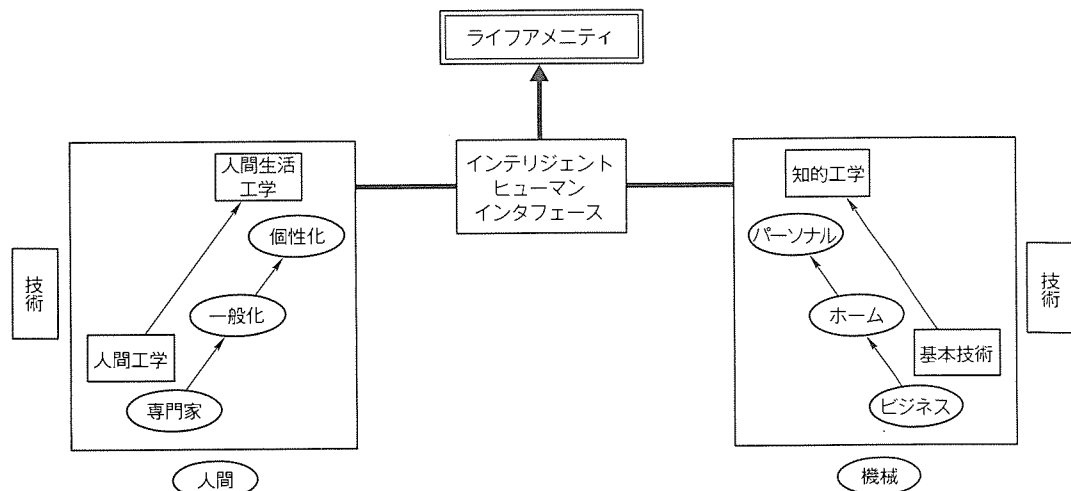 ライフアメニティ
インテリジェント
ヒューマン
インタフェース
人間生活
工学
個性化
一般化
人間工学
専門家
技術
人間
知的工学
パーソナル
ホーム
基本技術
ビジネス
技術
機械